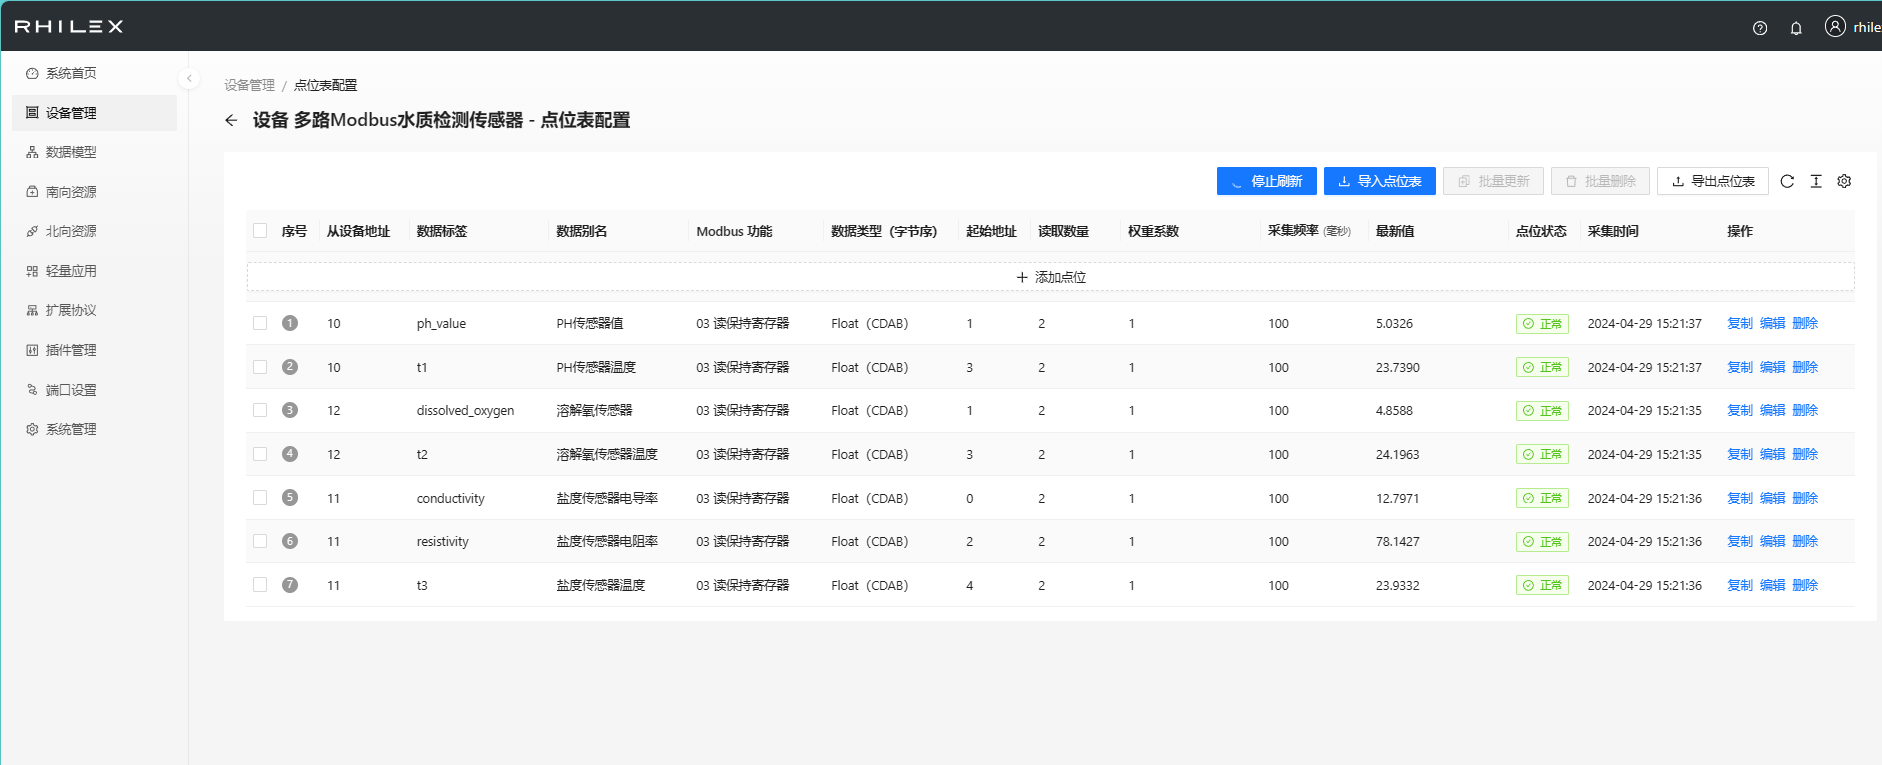 RHILEX
rhile
系统首页
设备管理
数据模型
南向资源
北向资源
轻量应用
扩展协议
插件管理
端口设置
系统管理
设备管理 / 点位表配置
设备 多路Modbus水质检测传感器 - 点位表配置
停止刷新 导入点位表 批量更新 批量删除 导出点位表
序号 从设备地址 数据标签 数据别名 Modbus 功能 数据类型（字节序） 起始地址 读取数量 权重系数 采集频率 (毫秒) 最新值 点位状态 采集时间 操作
+ 添加点位
1 10 ph_value PH传感器值 03 读保持寄存器 Float（CDAB） 1 2 1 100 5.0326 正常 2024-04-29 15:21:37 复制 编辑 删除
2 10 t1 PH传感器温度 03 读保持寄存器 Float（CDAB） 3 2 1 100 23.7390 正常 2024-04-29 15:21:37 复制 编辑 删除
3 12 dissolved_oxygen 溶解氧传感器 03 读保持寄存器 Float（CDAB） 1 2 1 100 4.8588 正常 2024-04-29 15:21:35 复制 编辑 删除
4 12 t2 溶解氧传感器温度 03 读保持寄存器 Float（CDAB） 3 2 1 100 24.1963 正常 2024-04-29 15:21:35 复制 编辑 删除
5 11 conductivity 盐度传感器电导率 03 读保持寄存器 Float（CDAB） 0 2 1 100 12.7971 正常 2024-04-29 15:21:36 复制 编辑 删除
6 11 resistivity 盐度传感器电阻率 03 读保持寄存器 Float（CDAB） 2 2 1 100 78.1427 正常 2024-04-29 15:21:36 复制 编辑 删除
7 11 t3 盐度传感器温度 03 读保持寄存器 Float（CDAB） 4 2 1 100 23.9332 正常 2024-04-29 15:21:36 复制 编辑 删除